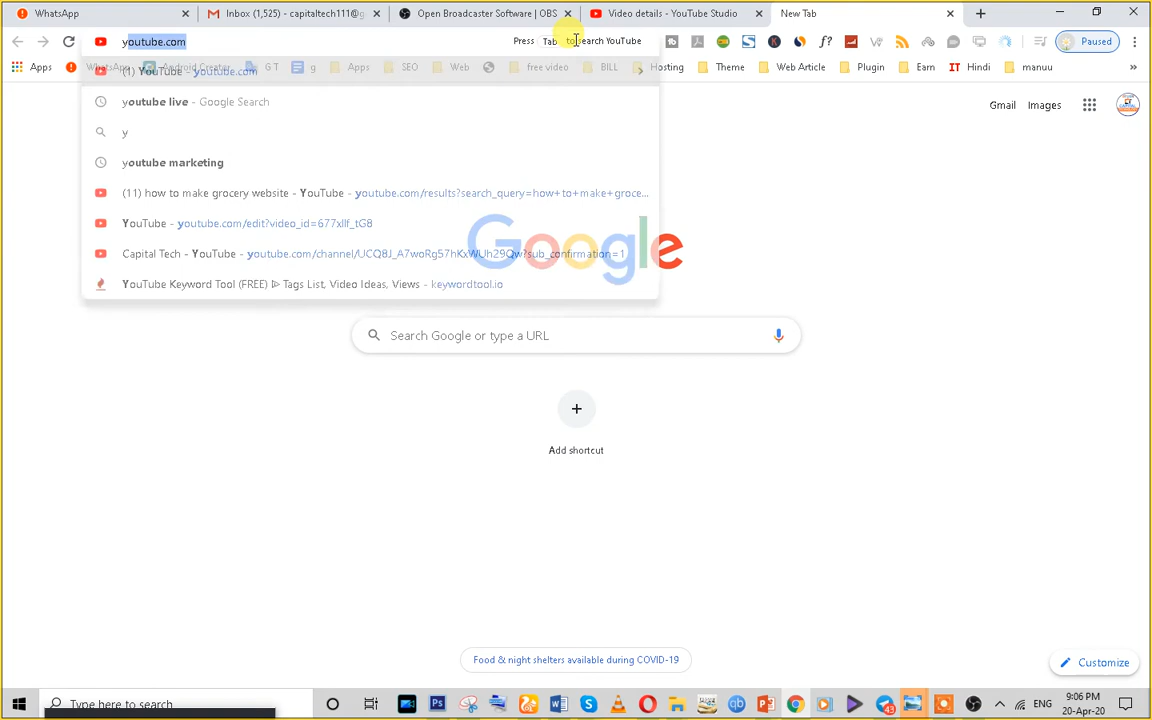 WhatsApp
Inbox (1,525) - capitaltech111@g
Open Broadcaster Software | OBS
Video details - YouTube Studio
New Tab
youtube.com
Press Tab to search YouTube
Paused
Apps
WhatsApp
Android Creator
G T
g
Apps
SEO
Web
free video
BILL
Hosting
Theme
Web Article
Plugin
Earn
IT Hindi
manuu
(1) YouTube - youtube.com
youtube live - Google Search
y
youtube marketing
(11) how to make grocery website - YouTube - youtube.com/results?search_query=how+to+make+groce...
YouTube - youtube.com/edit?video_id=677xllf_tG8
Capital Tech - YouTube - youtube.com/channel/UCQ8J_A7woRg57hKxWUh29Qw?sub_confirmation=1
YouTube Keyword Tool (FREE) ᐉ Tags List, Video Ideas, Views - keywordtool.io
Gmail
Images
Google
Search Google or type a URL
Add shortcut
Food & night shelters available during COVID-19
Customize
Type here to search
43
ENG
9:06 PM
20-Apr-20